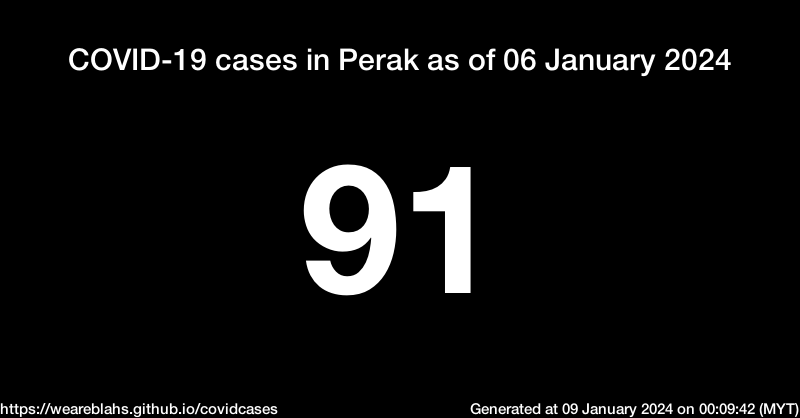 COVID-19 cases in Perak as of 06 January 2024
91
https://weareblahs.github.io/covidcases
Generated at 09 January 2024 on 00:09:42 (MYT)